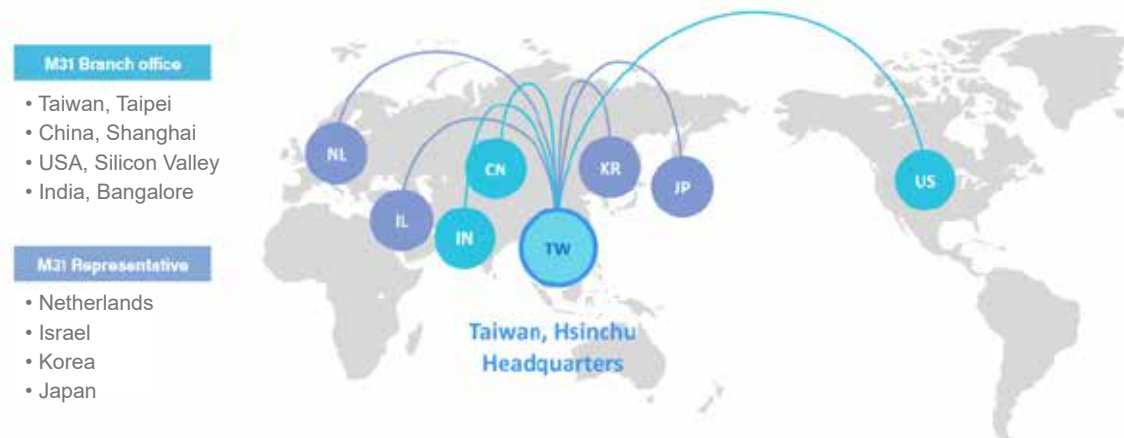 M31 Branch office
• Taiwan, Taipei
• China, Shanghai
• USA, Silicon Valley
• India, Bangalore
M31 Representative
• Netherlands
• Israel
• Korea
• Japan
NL
CN
KR
JP
US
IL
IN
TW
Taiwan, Hsinchu
Headquarters